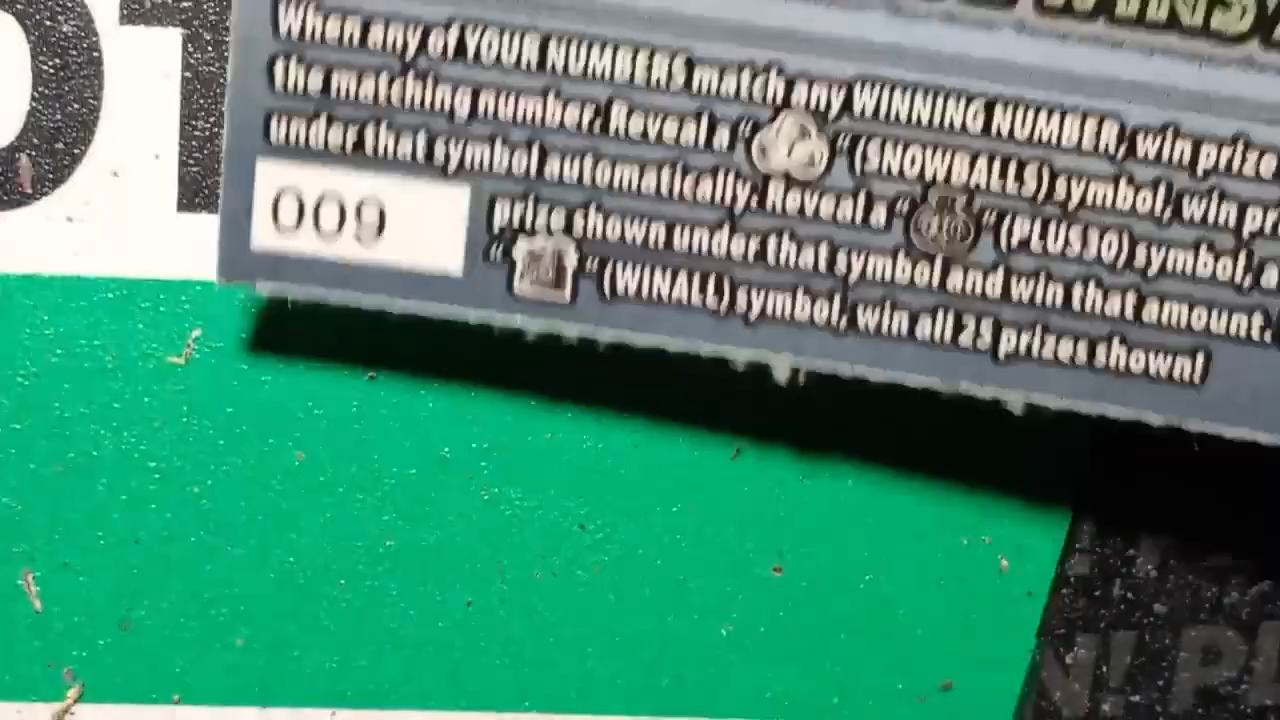 When any of YOUR NUMBERS match any WINNING NUMBER, win prize
the matching number. Reveal a " " (SNOWBALLS) symbol, win
under that symbol automatically. Reveal a " " (PLUS30) symbol,
009
prize shown under that symbol and win that amount.
" " (WINALL) symbol, win all 25 prizes shown!